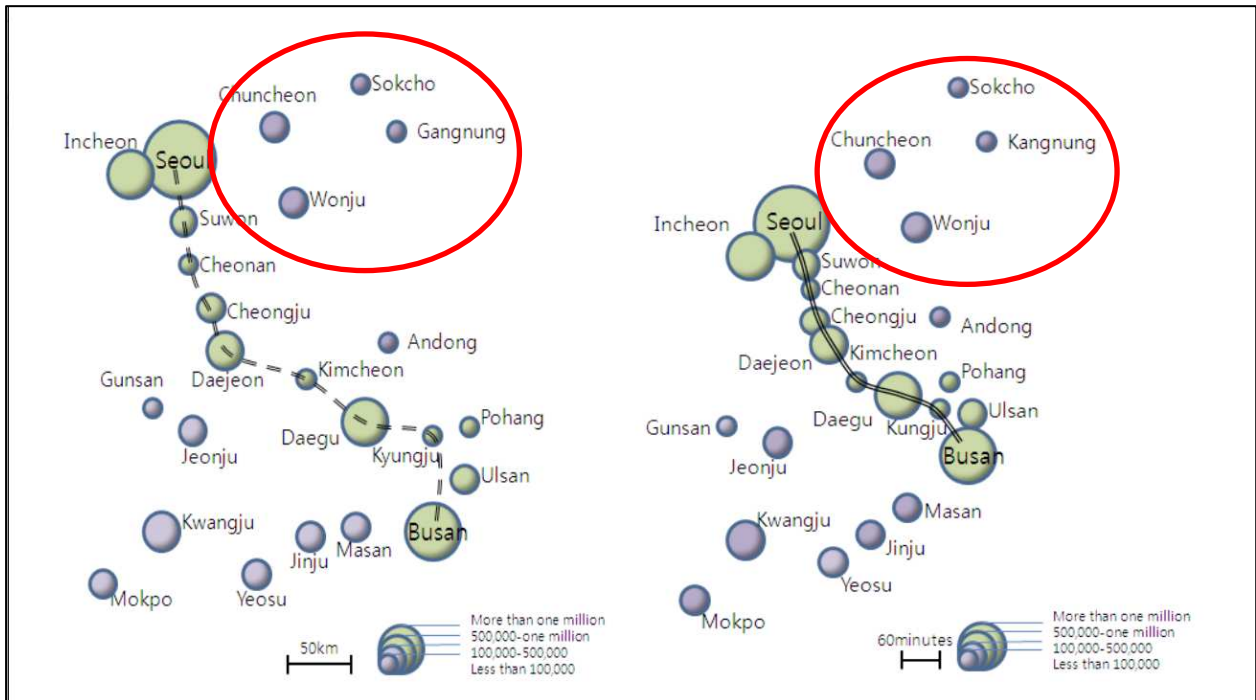 Sokcho
Chuncheon
Gangnung
Incheon
Seoul
Wonju
Suwon
Cheonan
Cheongju
Andong
Kimcheon
Daejeon
Gunsan
Pohang
Daegu
Kyungju
Jeonju
Ulsan
Kwangju
Busan
Masan
Jinju
Mokpo
Yeosu
50km
More than one million
500,000-one million
100,000-500,000
Less than 100,000
Sokcho
Kangnung
Chuncheon
Wonju
Seoul
Incheon
Suwon
Cheonan
Cheongju
Andong
Kimcheon
Daejeon
Pohang
Daegu
Ulsan
Kungju
Gunsan
Jeonju
Busan
Masan
Kwangju
Jinju
Yeosu
Mokpo
60minutes
More than one million
500,000-one million
100,000-500,000
Less than 100,000